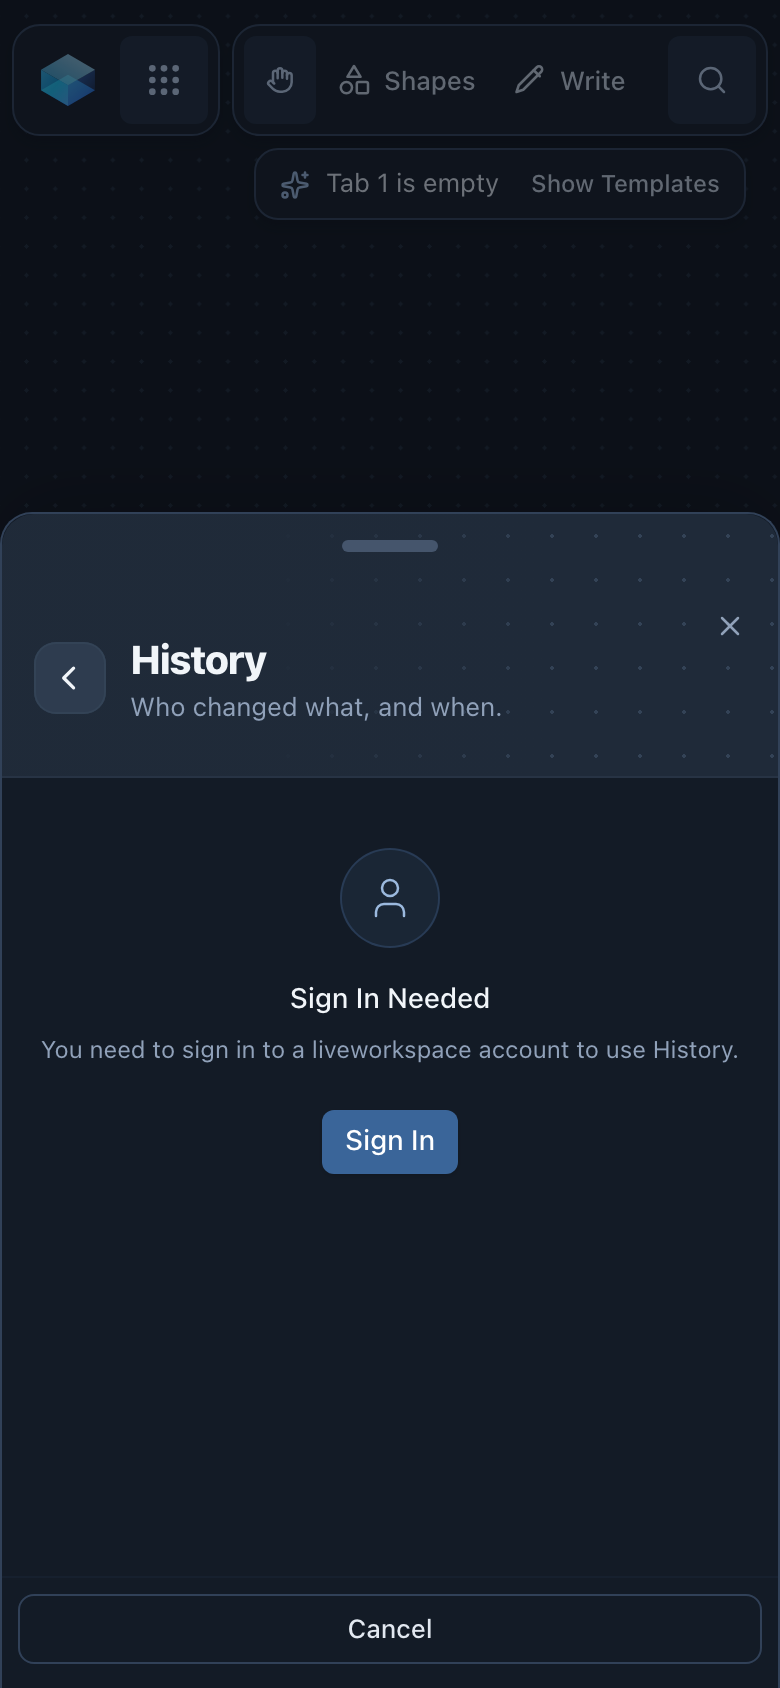 Shapes
Write
Tab 1 is empty
Show Templates
History
Who changed what, and when.
Sign In Needed
You need to sign in to a liveworkspace account to use History.
Sign In
Cancel